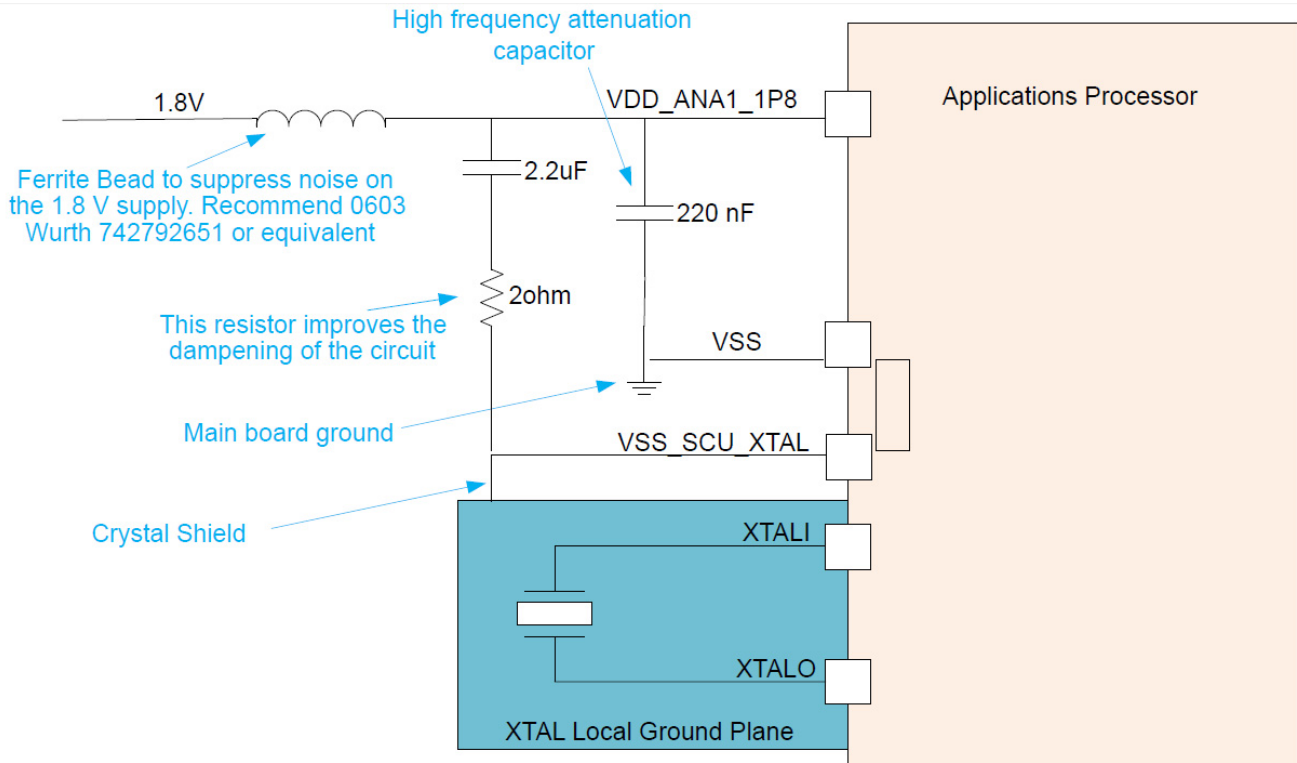 High frequency attenuation
capacitor
1.8V
VDD_ANA1_1P8
Applications Processor
Ferrite Bead to suppress noise on
the 1.8 V supply. Recommend 0603
Wurth 742792651 or equivalent
2.2uF
220 nF
2ohm
This resistor improves the
dampening of the circuit
VSS
Main board ground
VSS_SCU_XTAL
Crystal Shield
XTALI
XTALO
XTAL Local Ground Plane